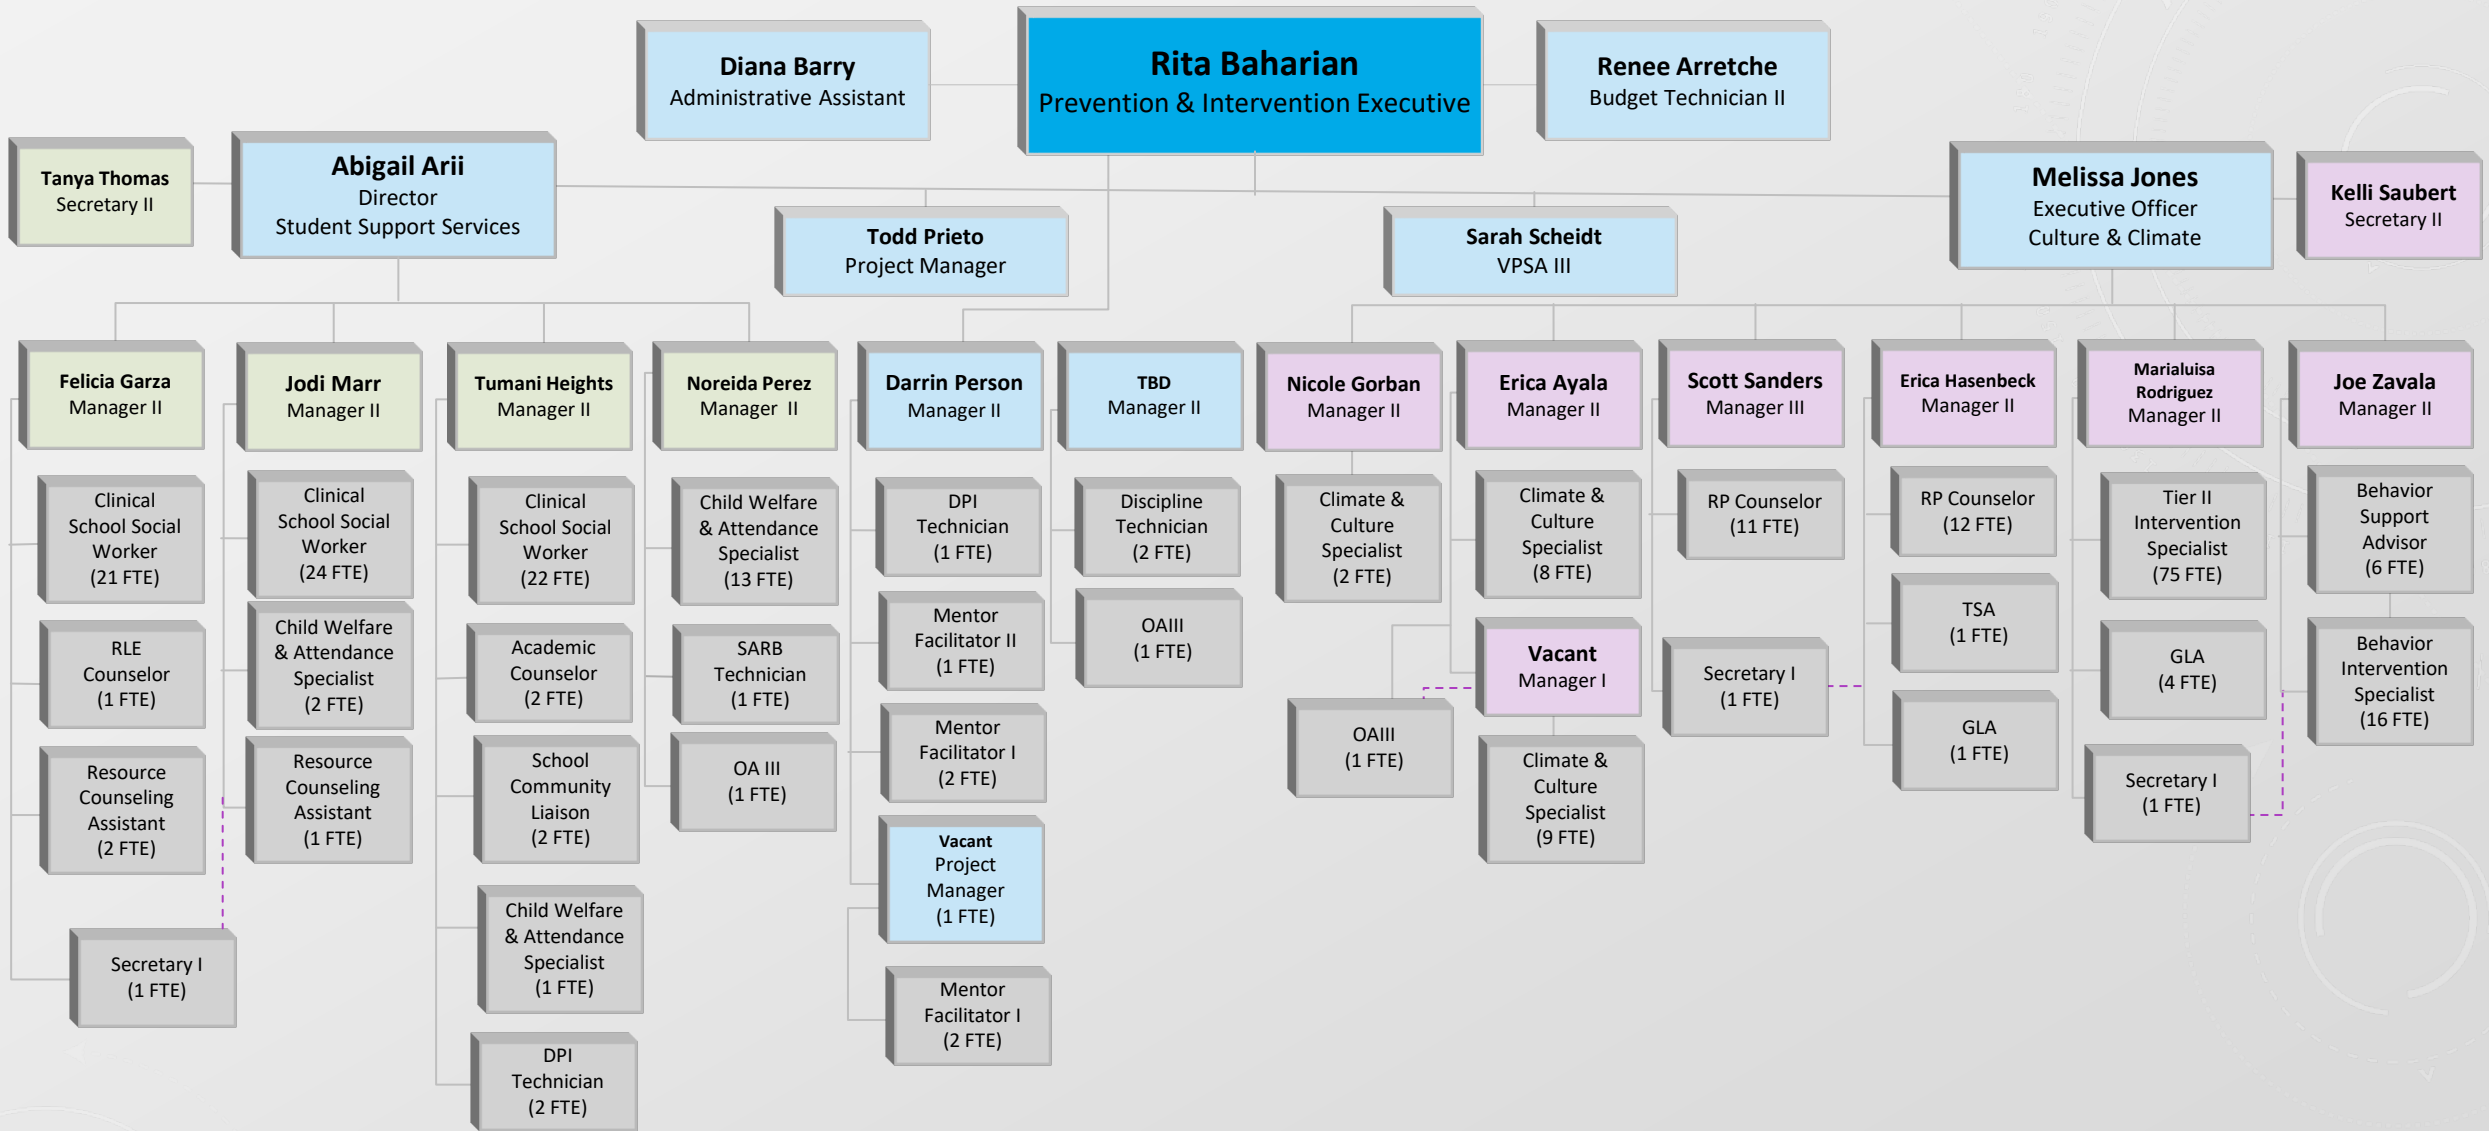 Diana Barry
Administrative Assistant
Rita Baharian
Prevention & Intervention Executive
Renee Arretche
Budget Technician II
Tanya Thomas
Secretary II
Abigail Arii
Director
Student Support Services
Todd Prieto
Project Manager
Sarah Scheidt
VPSA III
Melissa Jones
Executive Officer
Culture & Climate
Kelli Saubert
Secretary II
Felicia Garza
Manager II
Jodi Marr
Manager II
Tumani Heights
Manager II
Noreida Perez
Manager II
Darrin Person
Manager II
TBD
Manager II
Nicole Gorban
Manager II
Erica Ayala
Manager II
Scott Sanders
Manager III
Erica Hasenbeck
Manager II
Marialuisa
Rodriguez
Manager II
Joe Zavala
Manager II
Clinical
School Social
Worker
(21 FTE)
RLE
Counselor
(1 FTE)
Resource
Counseling
Assistant
(2 FTE)
Secretary I
(1 FTE)
Clinical
School Social
Worker
(24 FTE)
Child Welfare
& Attendance
Specialist
(2 FTE)
Resource
Counseling
Assistant
(1 FTE)
Clinical
School Social
Worker
(22 FTE)
Academic
Counselor
(2 FTE)
School
Community
Liaison
(2 FTE)
Child Welfare
& Attendance
Specialist
(1 FTE)
DPI
Technician
(2 FTE)
Child Welfare
& Attendance
Specialist
(13 FTE)
SARB
Technician
(1 FTE)
OA III
(1 FTE)
DPI
Technician
(1 FTE)
Mentor
Facilitator II
(1 FTE)
Mentor
Facilitator I
(2 FTE)
Vacant
Project
Manager
(1 FTE)
Mentor
Facilitator I
(2 FTE)
Discipline
Technician
(2 FTE)
OAIII
(1 FTE)
Climate &
Culture
Specialist
(2 FTE)
Climate &
Culture
Specialist
(8 FTE)
Vacant
Manager I
OAIII
(1 FTE)
Climate &
Culture
Specialist
(9 FTE)
RP Counselor
(11 FTE)
Secretary I
(1 FTE)
RP Counselor
(12 FTE)
TSA
(1 FTE)
GLA
(1 FTE)
Tier II
Intervention
Specialist
(75 FTE)
GLA
(4 FTE)
Secretary I
(1 FTE)
Behavior
Support
Advisor
(6 FTE)
Behavior
Intervention
Specialist
(16 FTE)